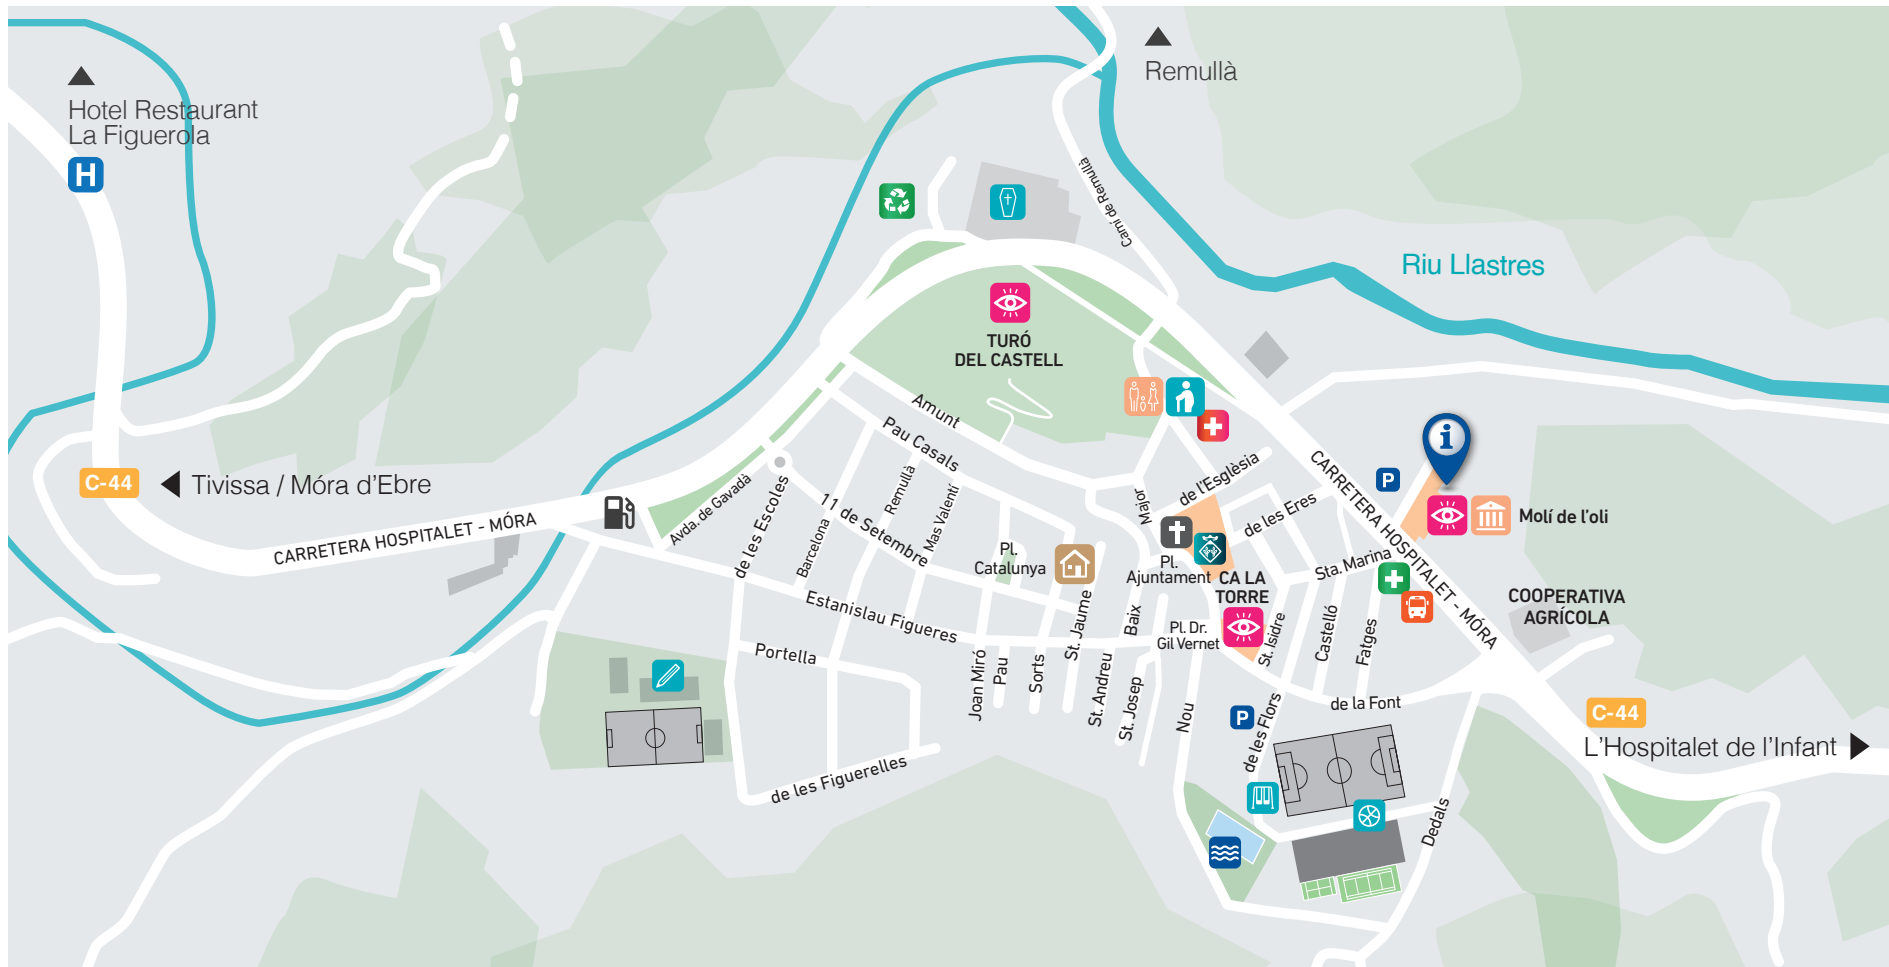 Remullà
Hotel Restaurant
La Figuerola
H
Camí de Remullà
Riu Llastres
TURÓ
DEL CASTELL
Amunt
Pau Casals
C-44
Tivissa / Móra d'Ebre
CARRETERA HOSPITALET - MÓRA
Avda. de Gavadà
de les Escoles
Barcelona
11 de Setembre
Remullà
Mas Valentí
Major
de l'Esglèsia
de les Eres
CARRETERA HOSPITALET - MÓRA
P
i
Molí de l'oli
Pl.
Catalunya
Pl.
Ajuntament
CA LA
TORRE
Sta. Marina
COOPERATIVA
AGRÍCOLA
Estanislau Figueres
Portella
de les Figuerelles
Joan Miró
Pau
Sorts
St. Jaume
St. Andreu
Baix
St. Josep
Pl. Dr.
Gil Vernet
Nou
St. Isidre
Castelló
Fatges
P
de les Flors
de la Font
Dedals
C-44
L'Hospitalet de l'Infant